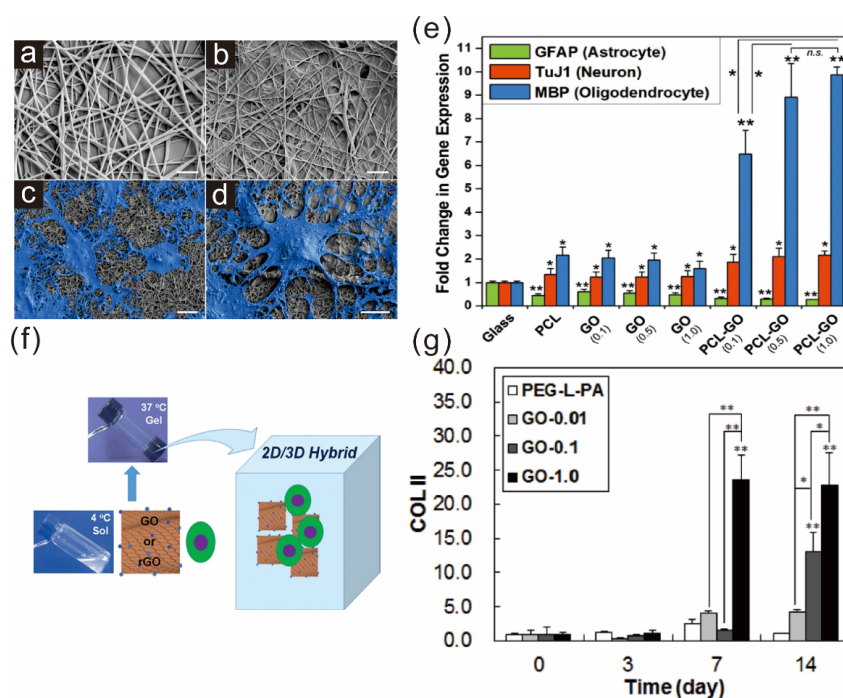 a
b
c
d
(e)
GFAP (Astrocyte)
TuJ1 (Neuron)
MBP (Oligodendrocyte)
n.s.
**
**
*
*
**
Fold Change in Gene Expression
11
10
9
8
7
6
5
4
3
2
1
0
*
*
*
*
*
*
*
*
*
*
*
**
**
**
**
**
**
**
Glass
PCL
GO
(0.1)
GO
(0.5)
GO
(1.0)
PCL-GO
(0.1)
PCL-GO
(0.5)
PCL-GO
(1.0)
(f)
37 °C
Gel
4 °C
Sol
GO
or
rGO
2D/3D Hybrid
(g)
COL II
40.0
35.0
30.0
25.0
20.0
15.0
10.0
5.0
0.0
PEG-L-PA
GO-0.01
GO-0.1
GO-1.0
**
**
**
**
*
**
*
**
0
3
7
14
Time (day)